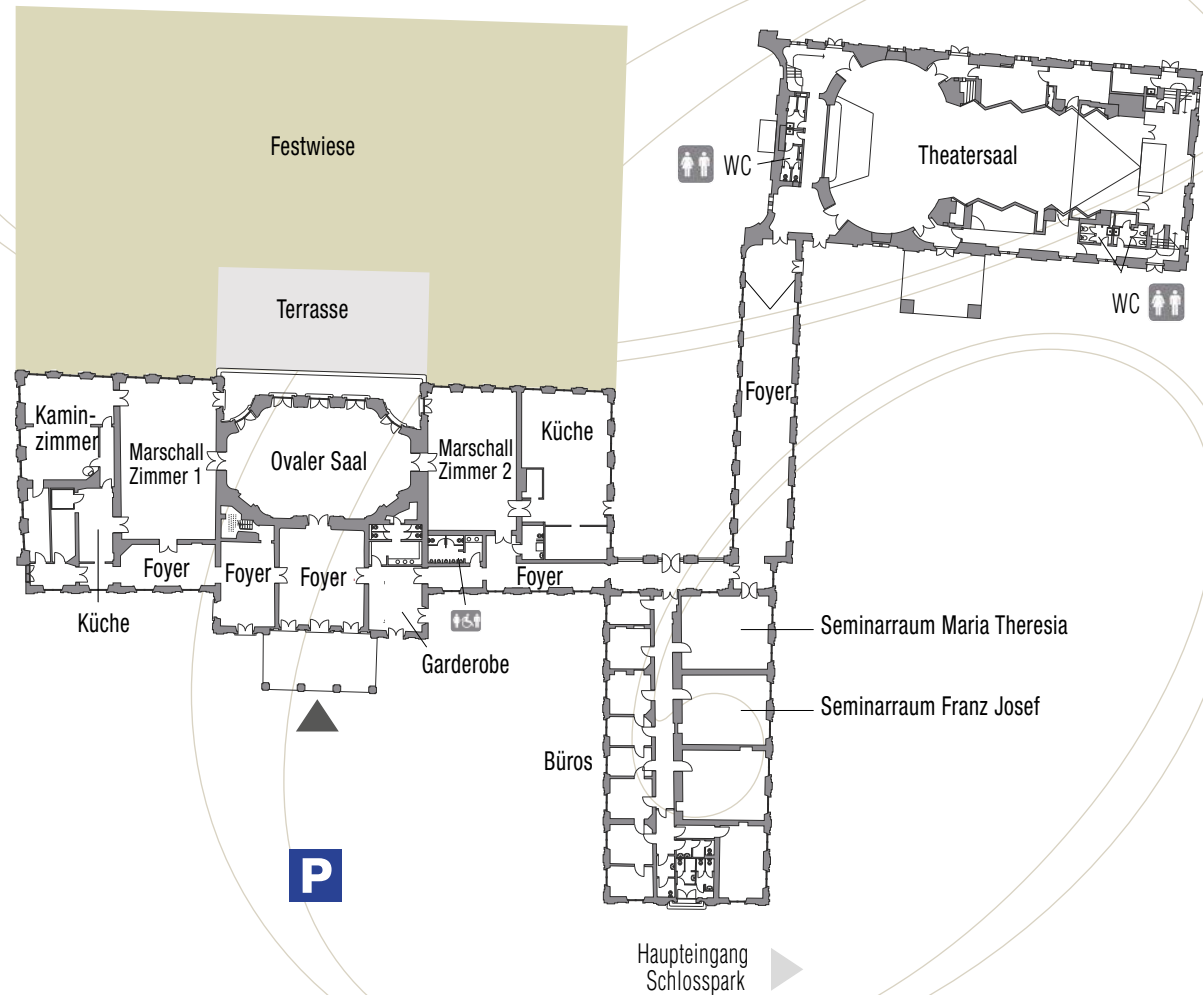 Festwiese
Theatersaal
WC
WC
Terrasse
Foyer
Kamin-
zimmer
Marschall
Zimmer 1
Ovaler Saal
Marschall
Zimmer 2
Küche
Foyer
Foyer
Foyer
Foyer
Küche
Garderobe
Seminarraum Maria Theresia
Seminarraum Franz Josef
Büros
P
Haupteingang
Schlosspark